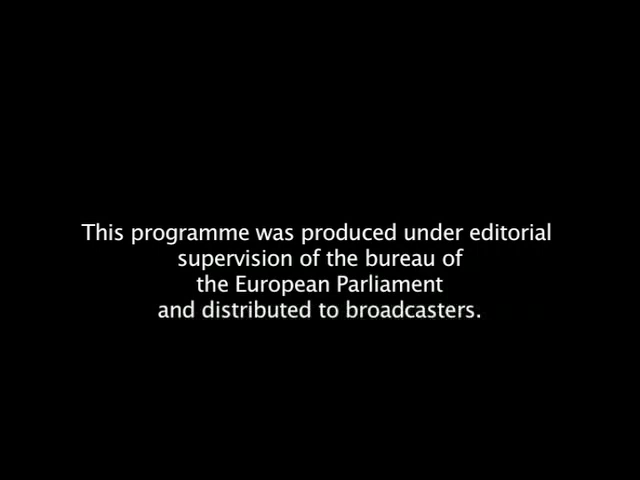 This programme was produced under editorial
supervision of the bureau of
the European Parliament
and distributed to broadcasters.